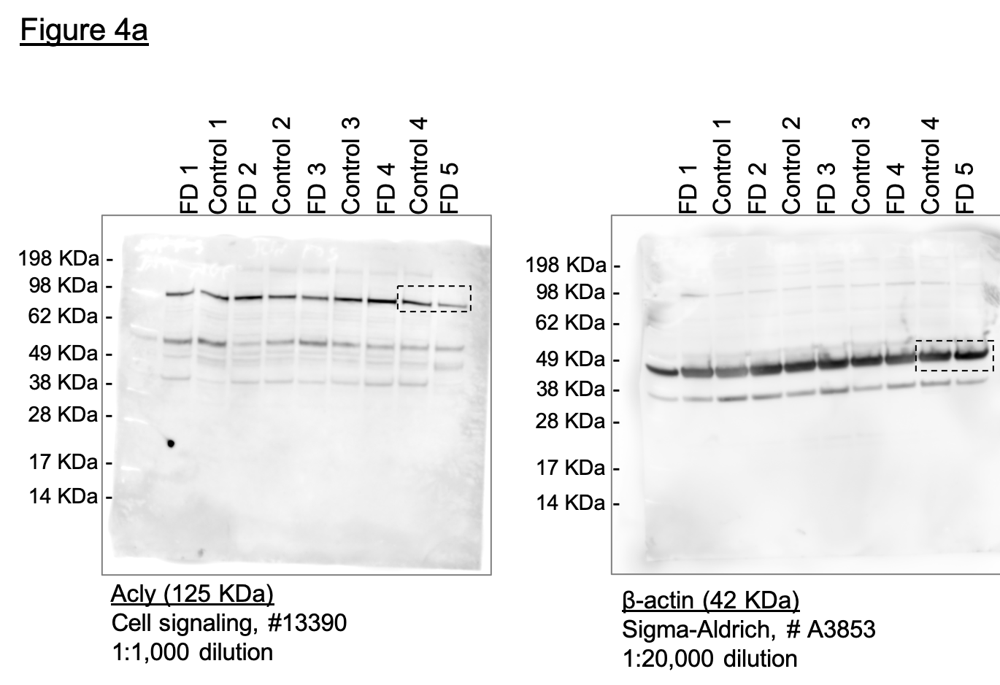 Figure 4a
FD 1
Control 1
FD 2
Control 2
FD 3
Control 3
FD 4
Control 4
FD 5
198 KDa -
98 KDa -
62 KDa -
49 KDa -
38 KDa -
28 KDa -
17 KDa -
14 KDa -
Acly (125 KDa)
Cell signaling, #13390
1:1,000 dilution
FD 1
Control 1
FD 2
Control 2
FD 3
Control 3
FD 4
Control 4
FD 5
198 KDa -
98 KDa -
62 KDa -
49 KDa -
38 KDa -
28 KDa -
17 KDa -
14 KDa -
β-actin (42 KDa)
Sigma-Aldrich, # A3853
1:20,000 dilution